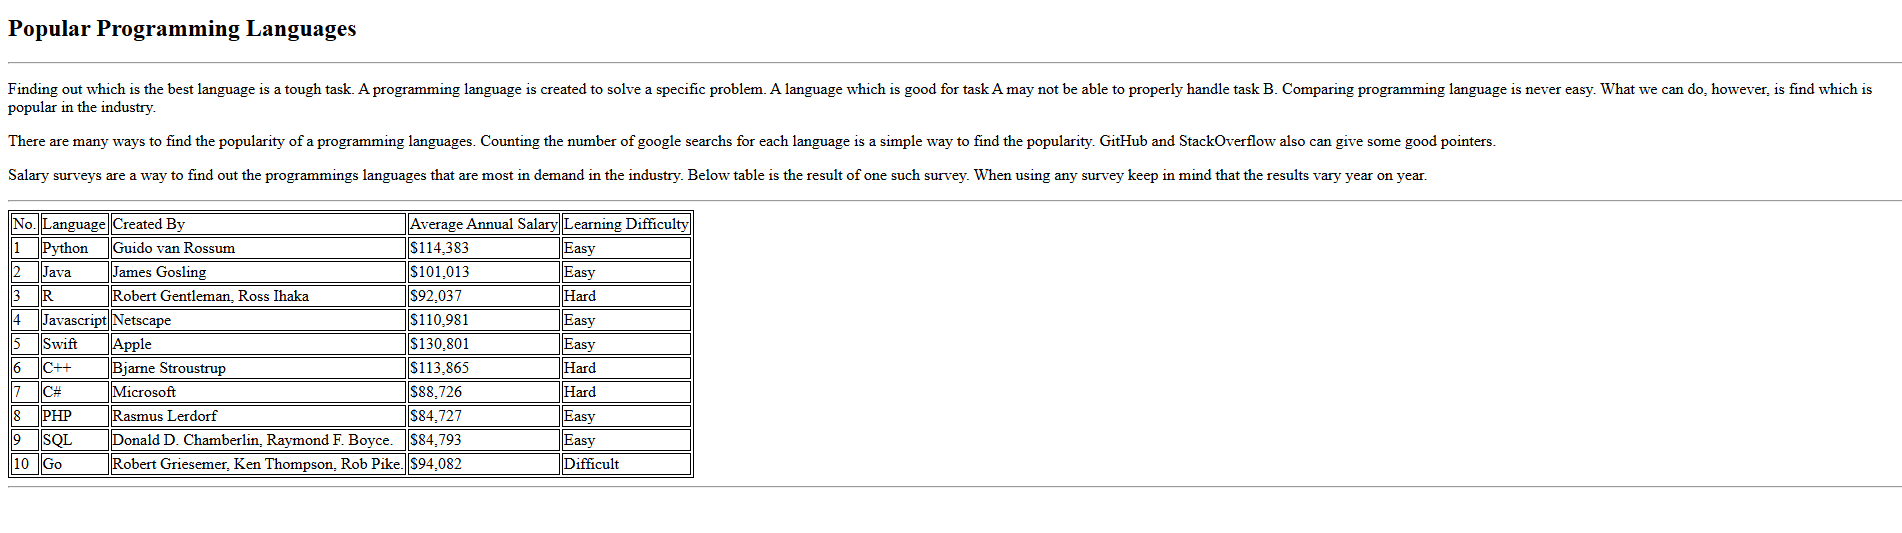 Popular Programming Languages
Finding out which is the best language is a tough task. A programming language is created to solve a specific problem. A language which is good for task A may not be able to properly handle task B. Comparing programming language is never easy. What we can do, however, is find which is
popular in the industry.
There are many ways to find the popularity of a programming languages. Counting the number of google searchs for each language is a simple way to find the popularity. GitHub and StackOverflow also can give some good pointers.
Salary surveys are a way to find out the programmings languages that are most in demand in the industry. Below table is the result of one such survey. When using any survey keep in mind that the results vary year on year.
No. Language Created By Average Annual Salary Learning Difficulty
1 Python Guido van Rossum $114,383 Easy
2 Java James Gosling $101,013 Easy
3 R Robert Gentleman, Ross Ihaka $92,037 Hard
4 Javascript Netscape $110,981 Easy
5 Swift Apple $130,801 Easy
6 C++ Bjarne Stroustrup $113,865 Hard
7 C# Microsoft $88,726 Hard
8 PHP Rasmus Lerdorf $84,727 Easy
9 SQL Donald D. Chamberlin, Raymond F. Boyce. $84,793 Easy
10 Go Robert Griesemer, Ken Thompson, Rob Pike. $94,082 Difficult